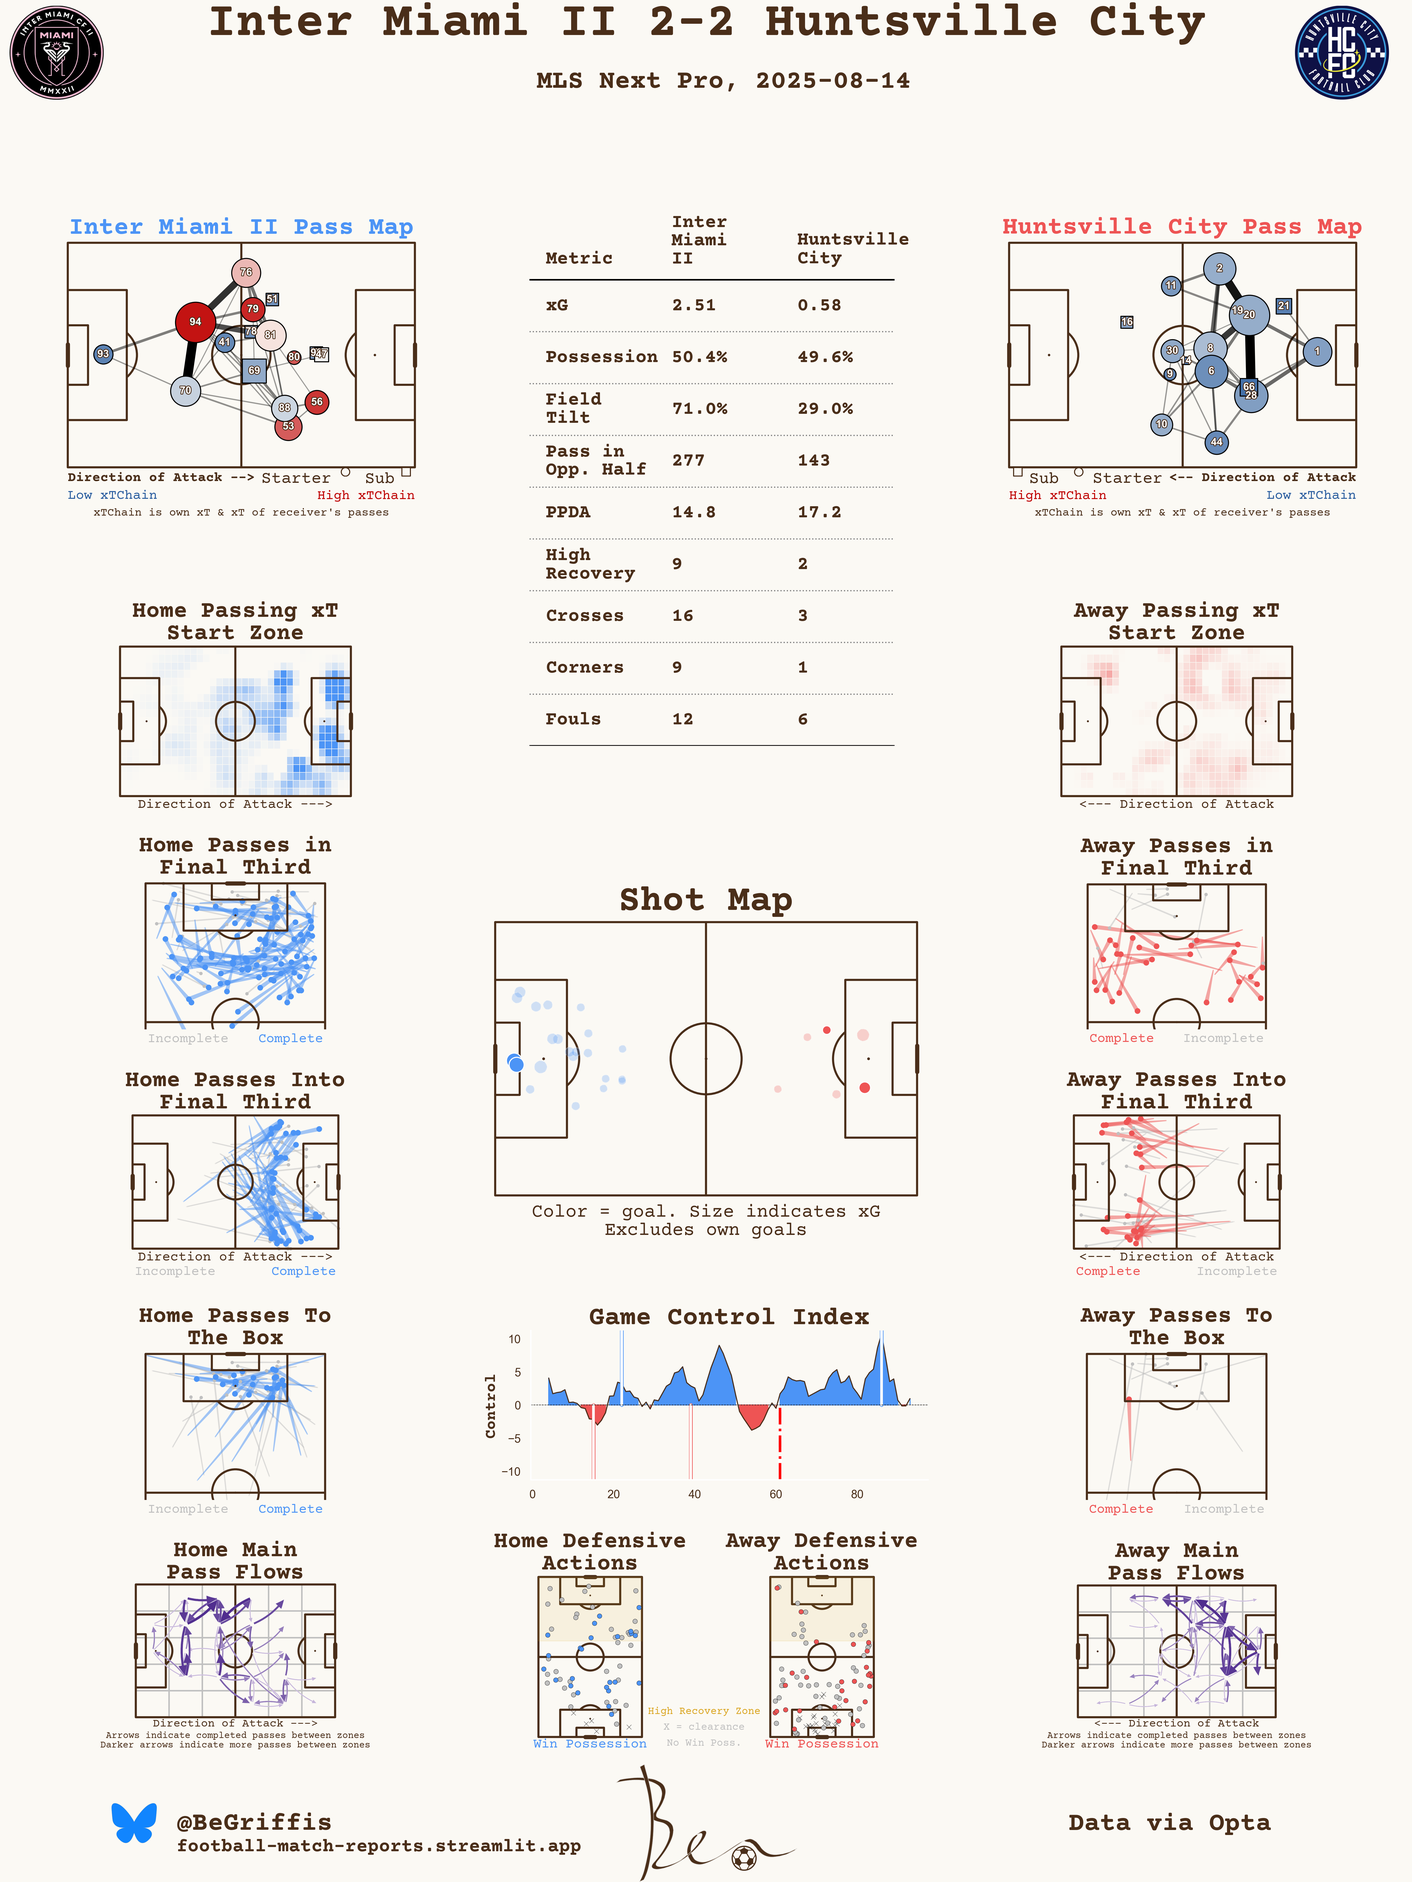 Inter Miami II 2-2 Huntsville City
MLS Next Pro, 2025-08-14
INTER MIAMI CF II
MIAMI
MMXXII
HUNTSVILLE CITY
HC
FC
FOOTBALL CLUB
Inter Miami II Pass Map
76
51
79
94
78
81
41
93
80
47
69
70
88
56
53
Direction of Attack --> Starter Sub
Low xTChain High xTChain
xTChain is own xT & xT of receiver's passes
Metric Inter Miami II Huntsville City
xG 2.51 0.58
Possession 50.4% 49.6%
Field Tilt 71.0% 29.0%
Pass in Opp. Half 277 143
PPDA 14.8 17.2
High Recovery 9 2
Crosses 16 3
Corners 9 1
Fouls 12 6
Huntsville City Pass Map
2
11
21
19
20
16
30
8
1
14
9
6
66
28
10
44
Sub Starter <-- Direction of Attack
High xTChain Low xTChain
xTChain is own xT & xT of receiver's passes
Home Passing xT
Start Zone
Direction of Attack --->
Away Passing xT
Start Zone
<--- Direction of Attack
Home Passes in
Final Third
Incomplete Complete
Away Passes in
Final Third
Complete Incomplete
Shot Map
Color = goal. Size indicates xG
Excludes own goals
Home Passes Into
Final Third
Direction of Attack --->
Incomplete Complete
Away Passes Into
Final Third
<--- Direction of Attack
Complete Incomplete
Home Passes To
The Box
Incomplete Complete
Game Control Index
Control
10
5
0
−5
−10
0 20 40 60 80
Away Passes To
The Box
Complete Incomplete
Home Main
Pass Flows
Direction of Attack --->
Arrows indicate completed passes between zones
Darker arrows indicate more passes between zones
Home Defensive
Actions
Win Possession
High Recovery Zone
X = clearance
No Win Poss.
Away Defensive
Actions
Win Possession
Away Main
Pass Flows
<--- Direction of Attack
Arrows indicate completed passes between zones
Darker arrows indicate more passes between zones
@BeGriffis
football-match-reports.streamlit.app
Ben
Data via Opta